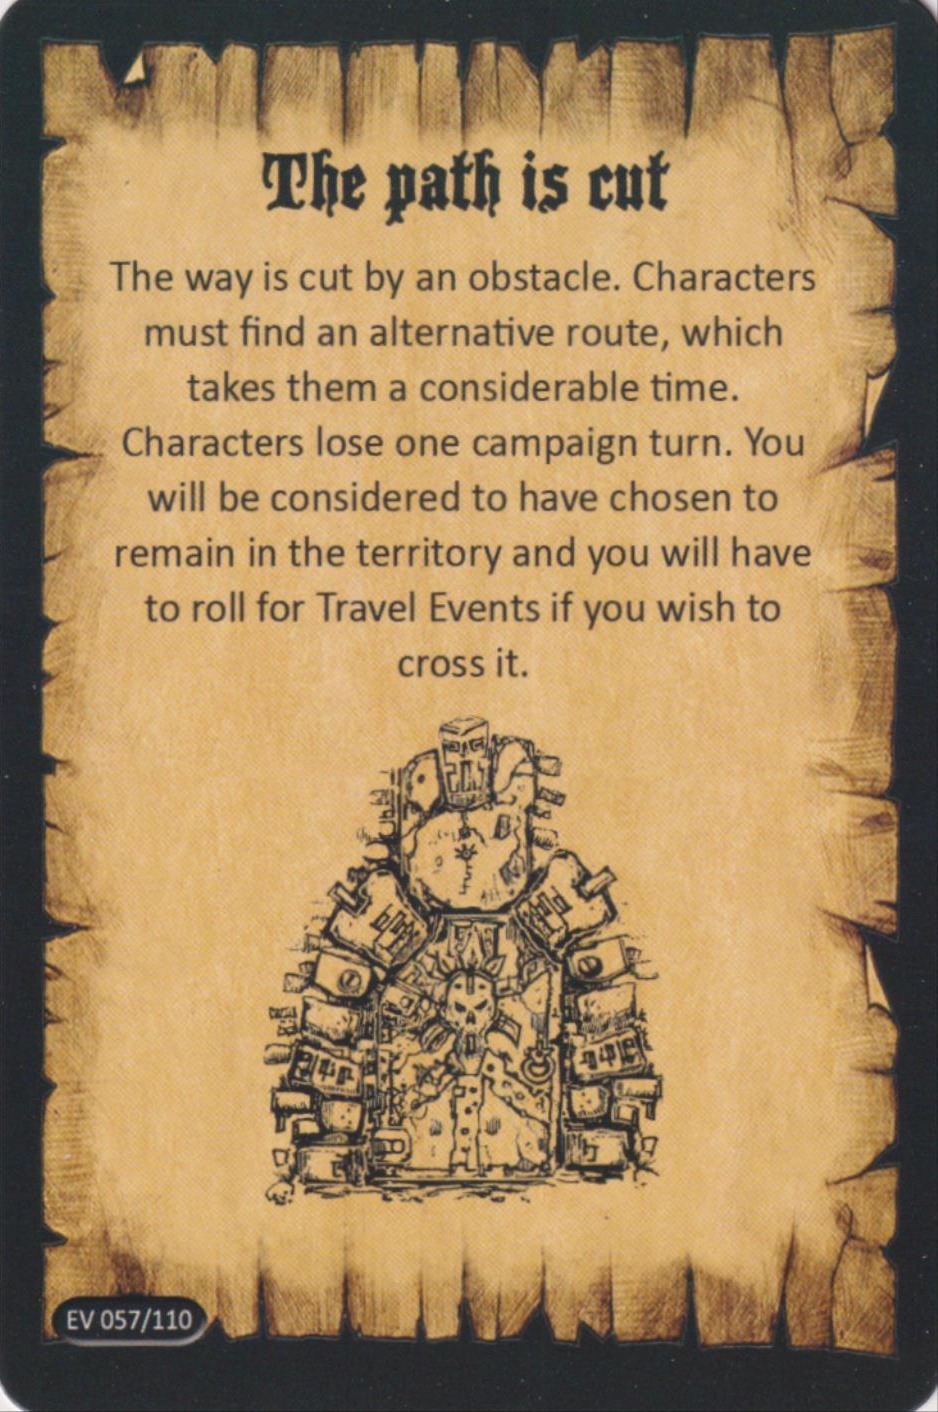 The path is cut
The way is cut by an obstacle. Characters
must find an alternative route, which
takes them a considerable time.
Characters lose one campaign turn. You
will be considered to have chosen to
remain in the territory and you will have
to roll for Travel Events if you wish to
cross it.
EV 057/110